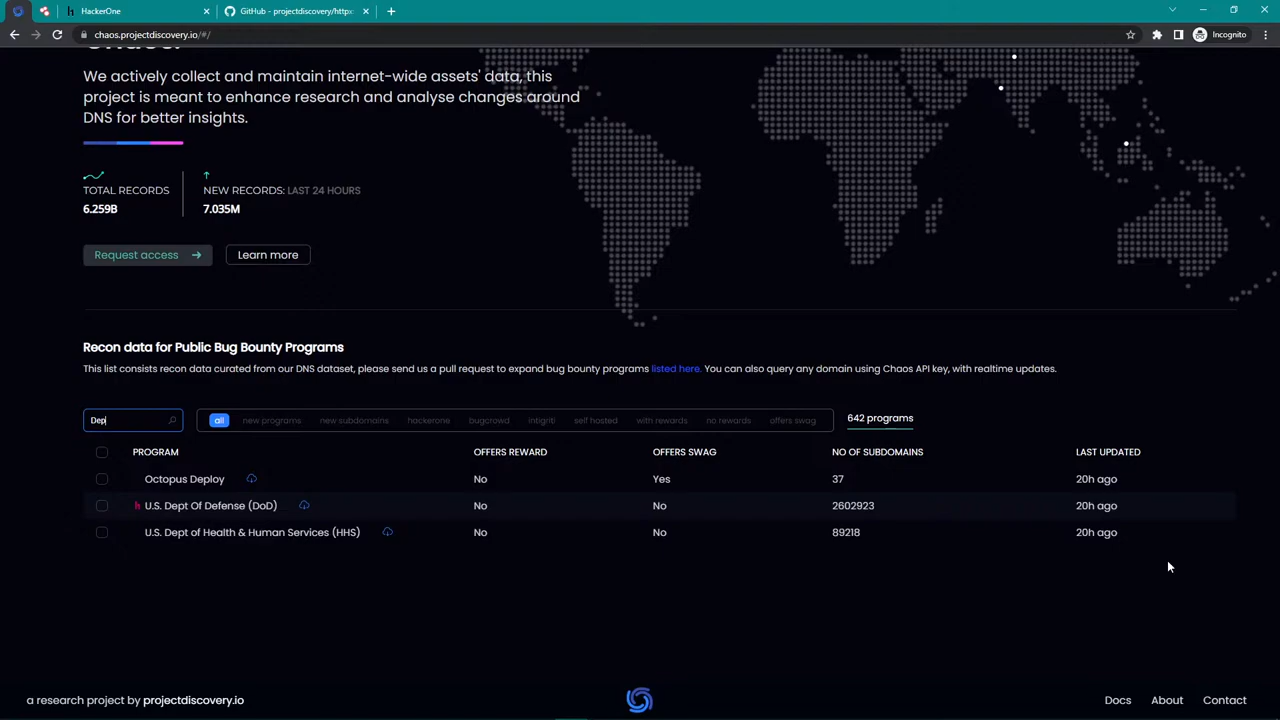 HackerOne
GitHub - projectdiscovery/httpx
chaos.projectdiscovery.io/#/
Incognito
We actively collect and maintain internet-wide assets' data, this
project is meant to enhance research and analyse changes around
DNS for better insights.
TOTAL RECORDS
6.259B
NEW RECORDS: LAST 24 HOURS
7.035M
Request access
Learn more
Recon data for Public Bug Bounty Programs
This list consists recon data curated from our DNS dataset, please send us a pull request to expand bug bounty programs listed here. You can also query any domain using Chaos API key, with realtime updates.
Dep
all new programs new subdomains hackerone bugcrowd intigriti self hosted with rewards no rewards offers swag
642 programs
PROGRAM OFFERS REWARD OFFERS SWAG NO OF SUBDOMAINS LAST UPDATED
Octopus Deploy No Yes 37 20h ago
U.S. Dept Of Defense (DoD) No No 2602923 20h ago
U.S. Dept of Health & Human Services (HHS) No No 89218 20h ago
a research project by projectdiscovery.io
Docs About Contact